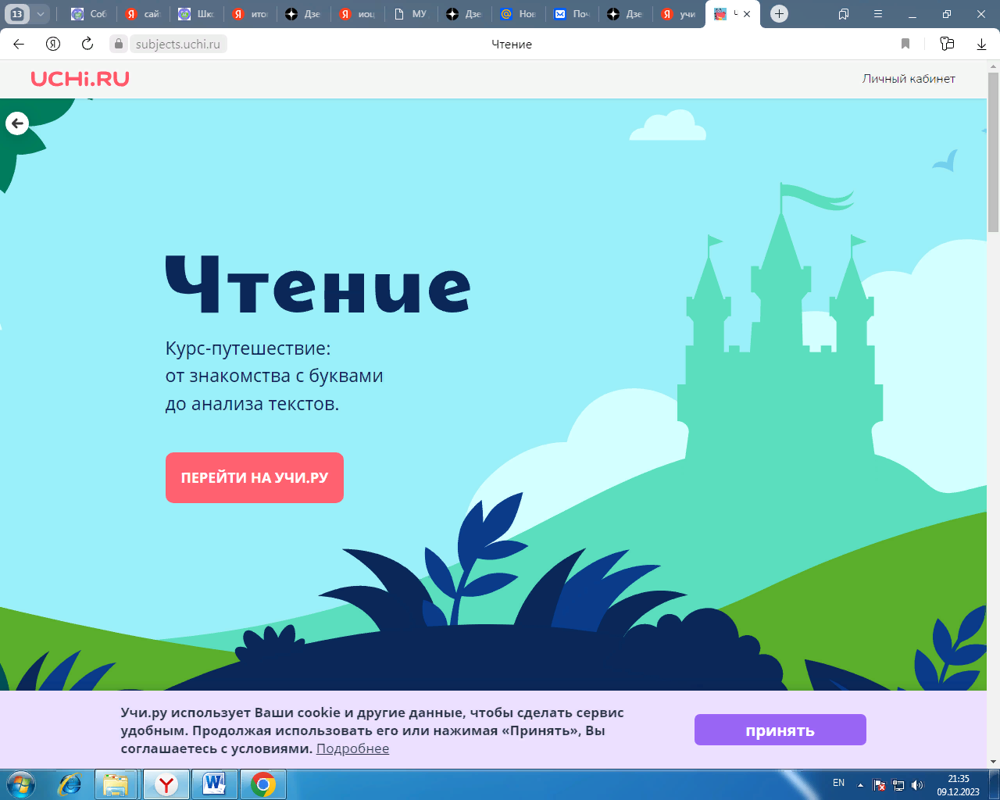 13
Соб
сай
Шко
ито
Дзе
иоц
МУ
Дзе
Нов
Поч
Дзе
учи
Ч
subjects.uchi.ru
Чтение
UCHi.RU
Личный кабинет
Чтение
Курс-путешествие:
от знакомства с буквами
до анализа текстов.
ПЕРЕЙТИ НА УЧИ.РУ
Учи.ру использует Ваши cookie и другие данные, чтобы сделать сервис
удобным. Продолжая использовать его или нажимая «Принять», Вы
соглашаетесь с условиями. Подробнее
принять
EN
21:35
09.12.2023